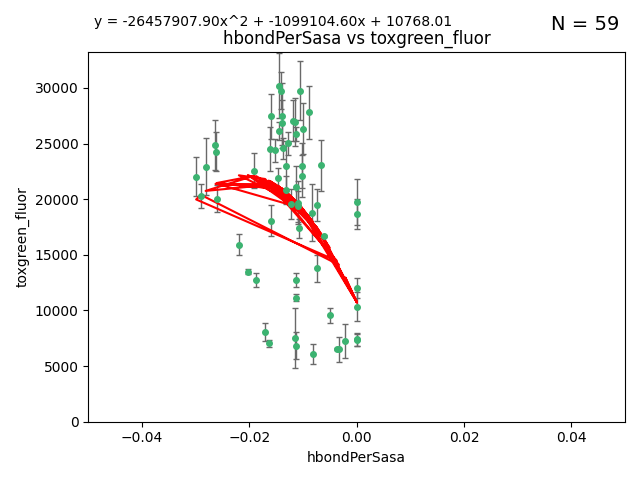 y = -26457907.90x^2 + -1099104.60x + 10768.01
N = 59
hbondPerSasa vs toxgreen_fluor
toxgreen_fluor
30000
25000
20000
15000
10000
5000
0
−0.04
−0.02
0.00
0.02
0.04
hbondPerSasa